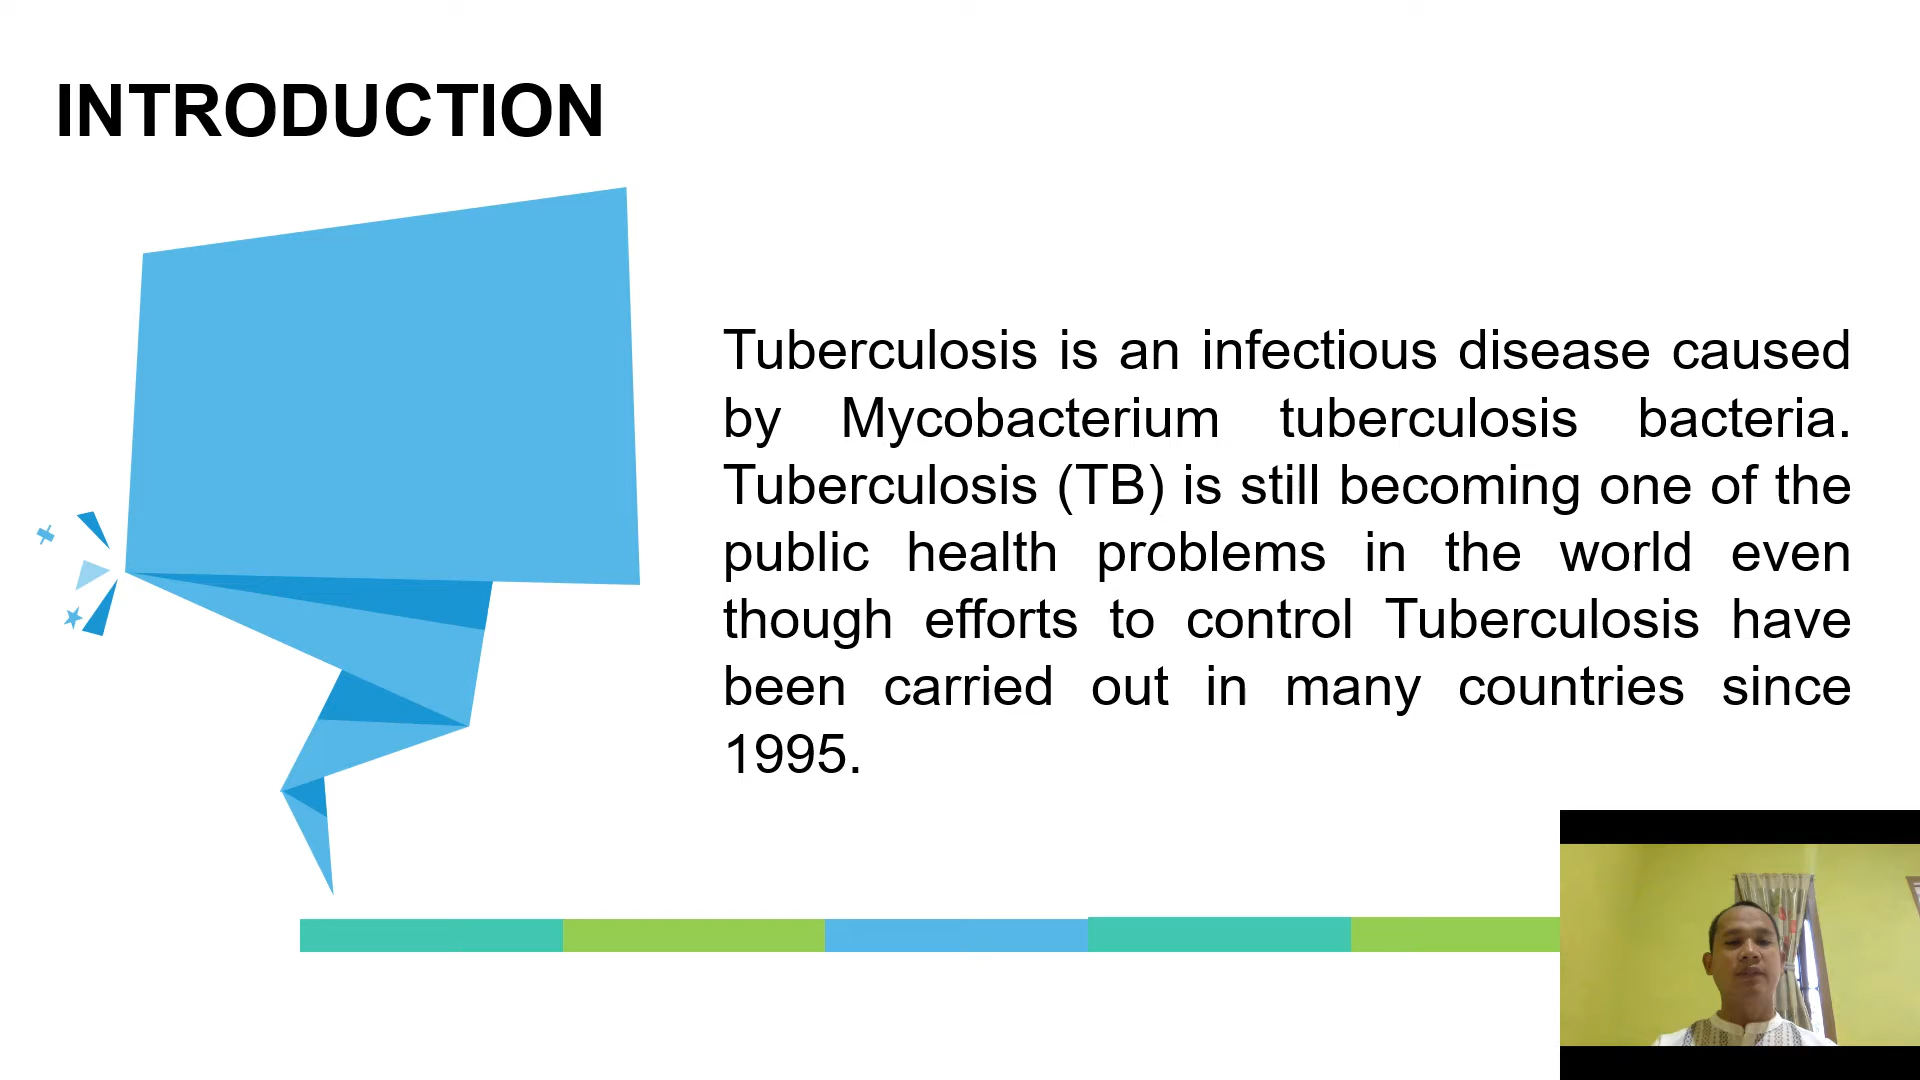 INTRODUCTION
Tuberculosis is an infectious disease caused
by Mycobacterium tuberculosis bacteria.
Tuberculosis (TB) is still becoming one of the
public health problems in the world even
though efforts to control Tuberculosis have
been carried out in many countries since
1995.